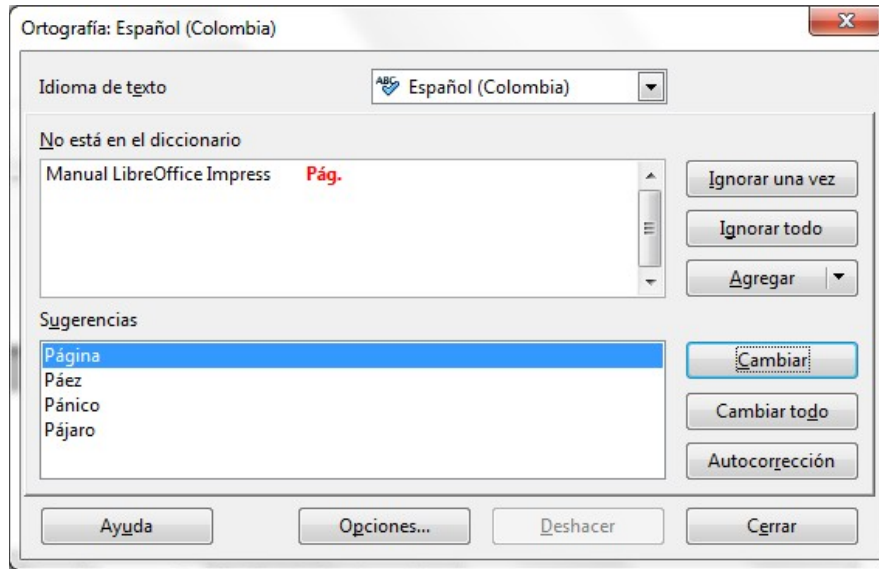 Ortografía: Español (Colombia)
Idioma de texto
ABC Español (Colombia)
No está en el diccionario
Manual LibreOffice Impress Pág.
Ignorar una vez
Ignorar todo
Agregar
Sugerencias
Página
Páez
Pánico
Pájaro
Cambiar
Cambiar todo
Autocorrección
Ayuda
Opciones...
Deshacer
Cerrar